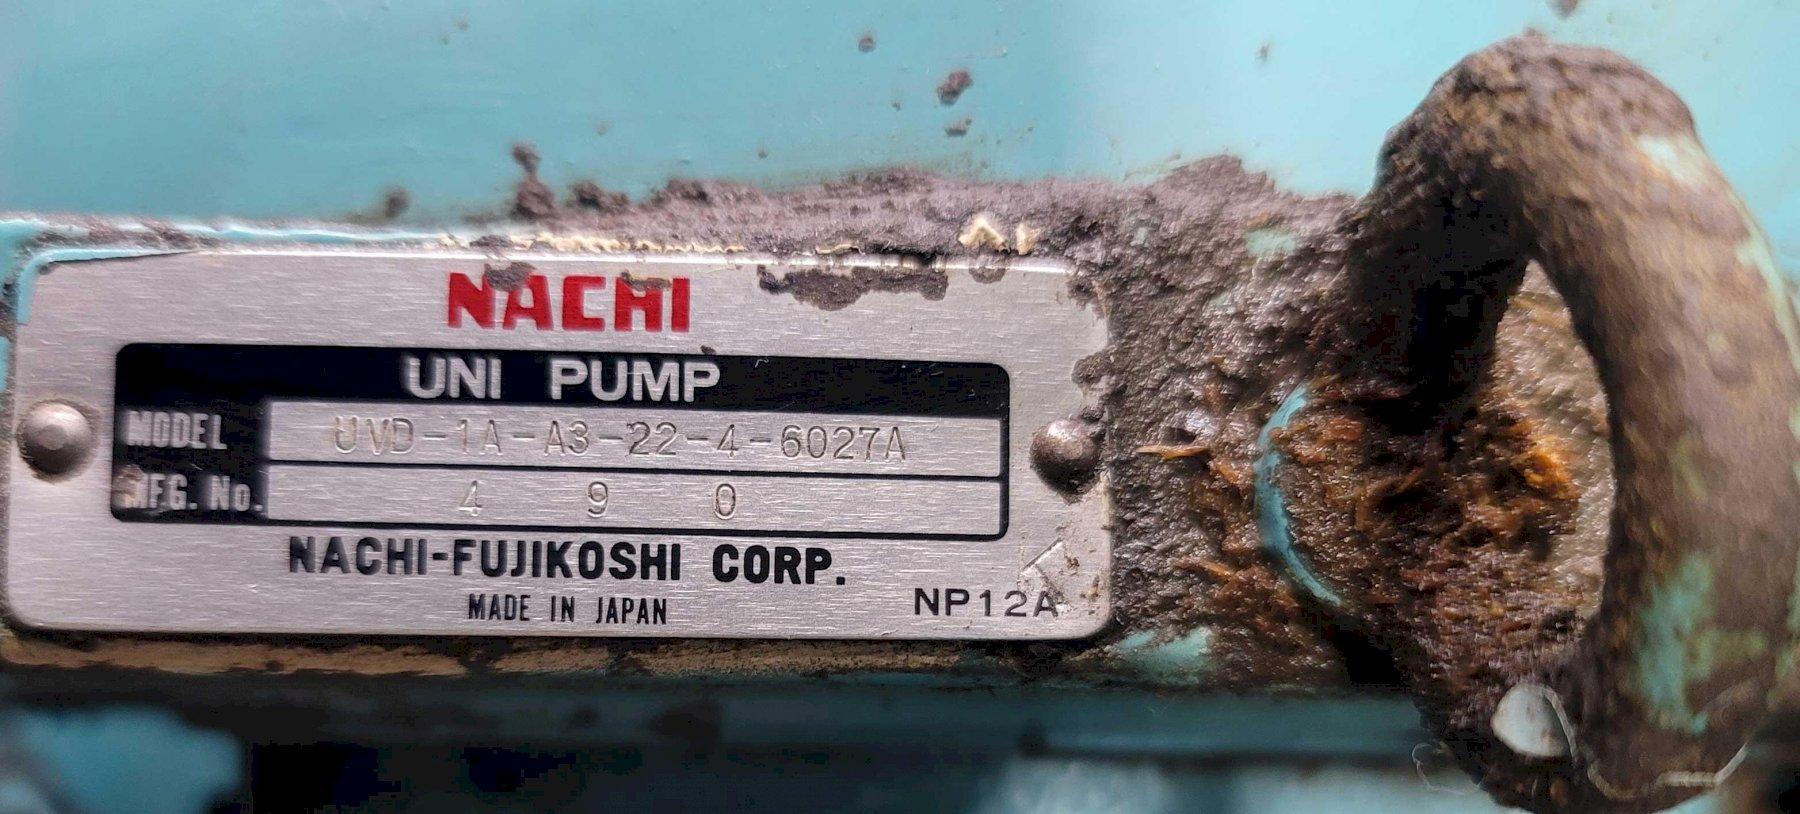 NACHI
UNI PUMP
MODEL UVD-1A-A3-22-4-6027A
MFG. No. 4 9 0
NACHI-FUJIKOSHI CORP.
MADE IN JAPAN
NP12A